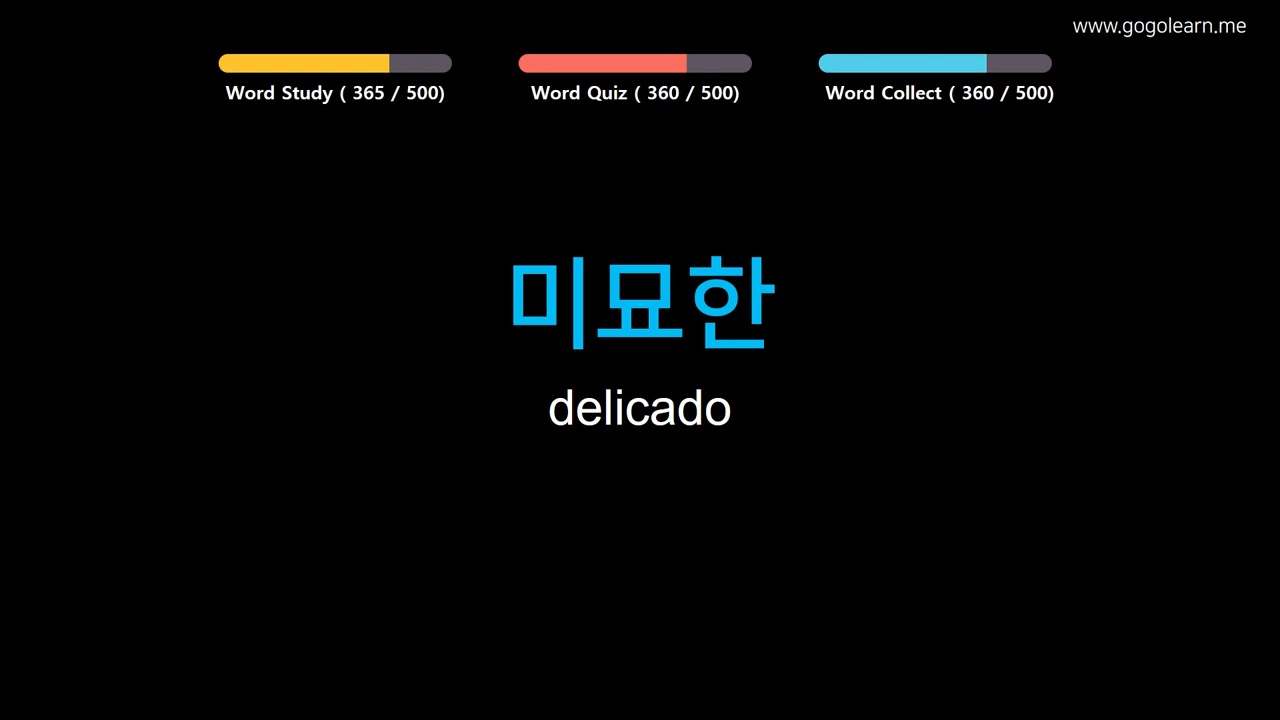 www.gogolearn.me
Word Study ( 365 / 500)
Word Quiz ( 360 / 500)
Word Collect ( 360 / 500)
미묘한
delicado